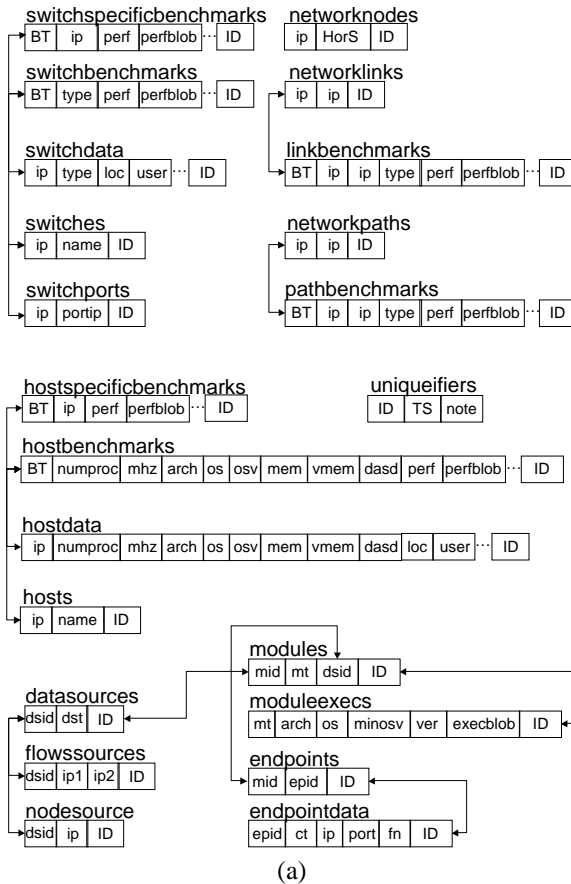 switchspecificbenchmarks
BT ip perf perfblob ... ID
switchbenchmarks
BT type perf perfblob ... ID
switchdata
ip type loc user ... ID
switches
ip name ID
switchports
ip portip ID
networknodes
ip HorS ID
networklinks
ip ip ID
linkbenchmarks
BT ip ip type perf perfblob ... ID
networkpaths
ip ip ID
pathbenchmarks
BT ip ip type perf perfblob ... ID
hostspecificbenchmarks
BT ip perf perfblob ... ID
uniqueifiers
ID TS note
hostbenchmarks
BT numproc mhz arch os osv mem vmem dasd perf perfblob ... ID
hostdata
ip numproc mhz arch os osv mem vmem dasd loc user ... ID
hosts
ip name ID
datasources
dsid dst ID
flowssources
dsid ip1 ip2 ID
nodesource
dsid ip ID
modules
mid mt dsid ID
moduleexecs
mt arch os minosv ver execblob ID
endpoints
mid epid ID
endpointdata
epid ct ip port fn ID
(a)